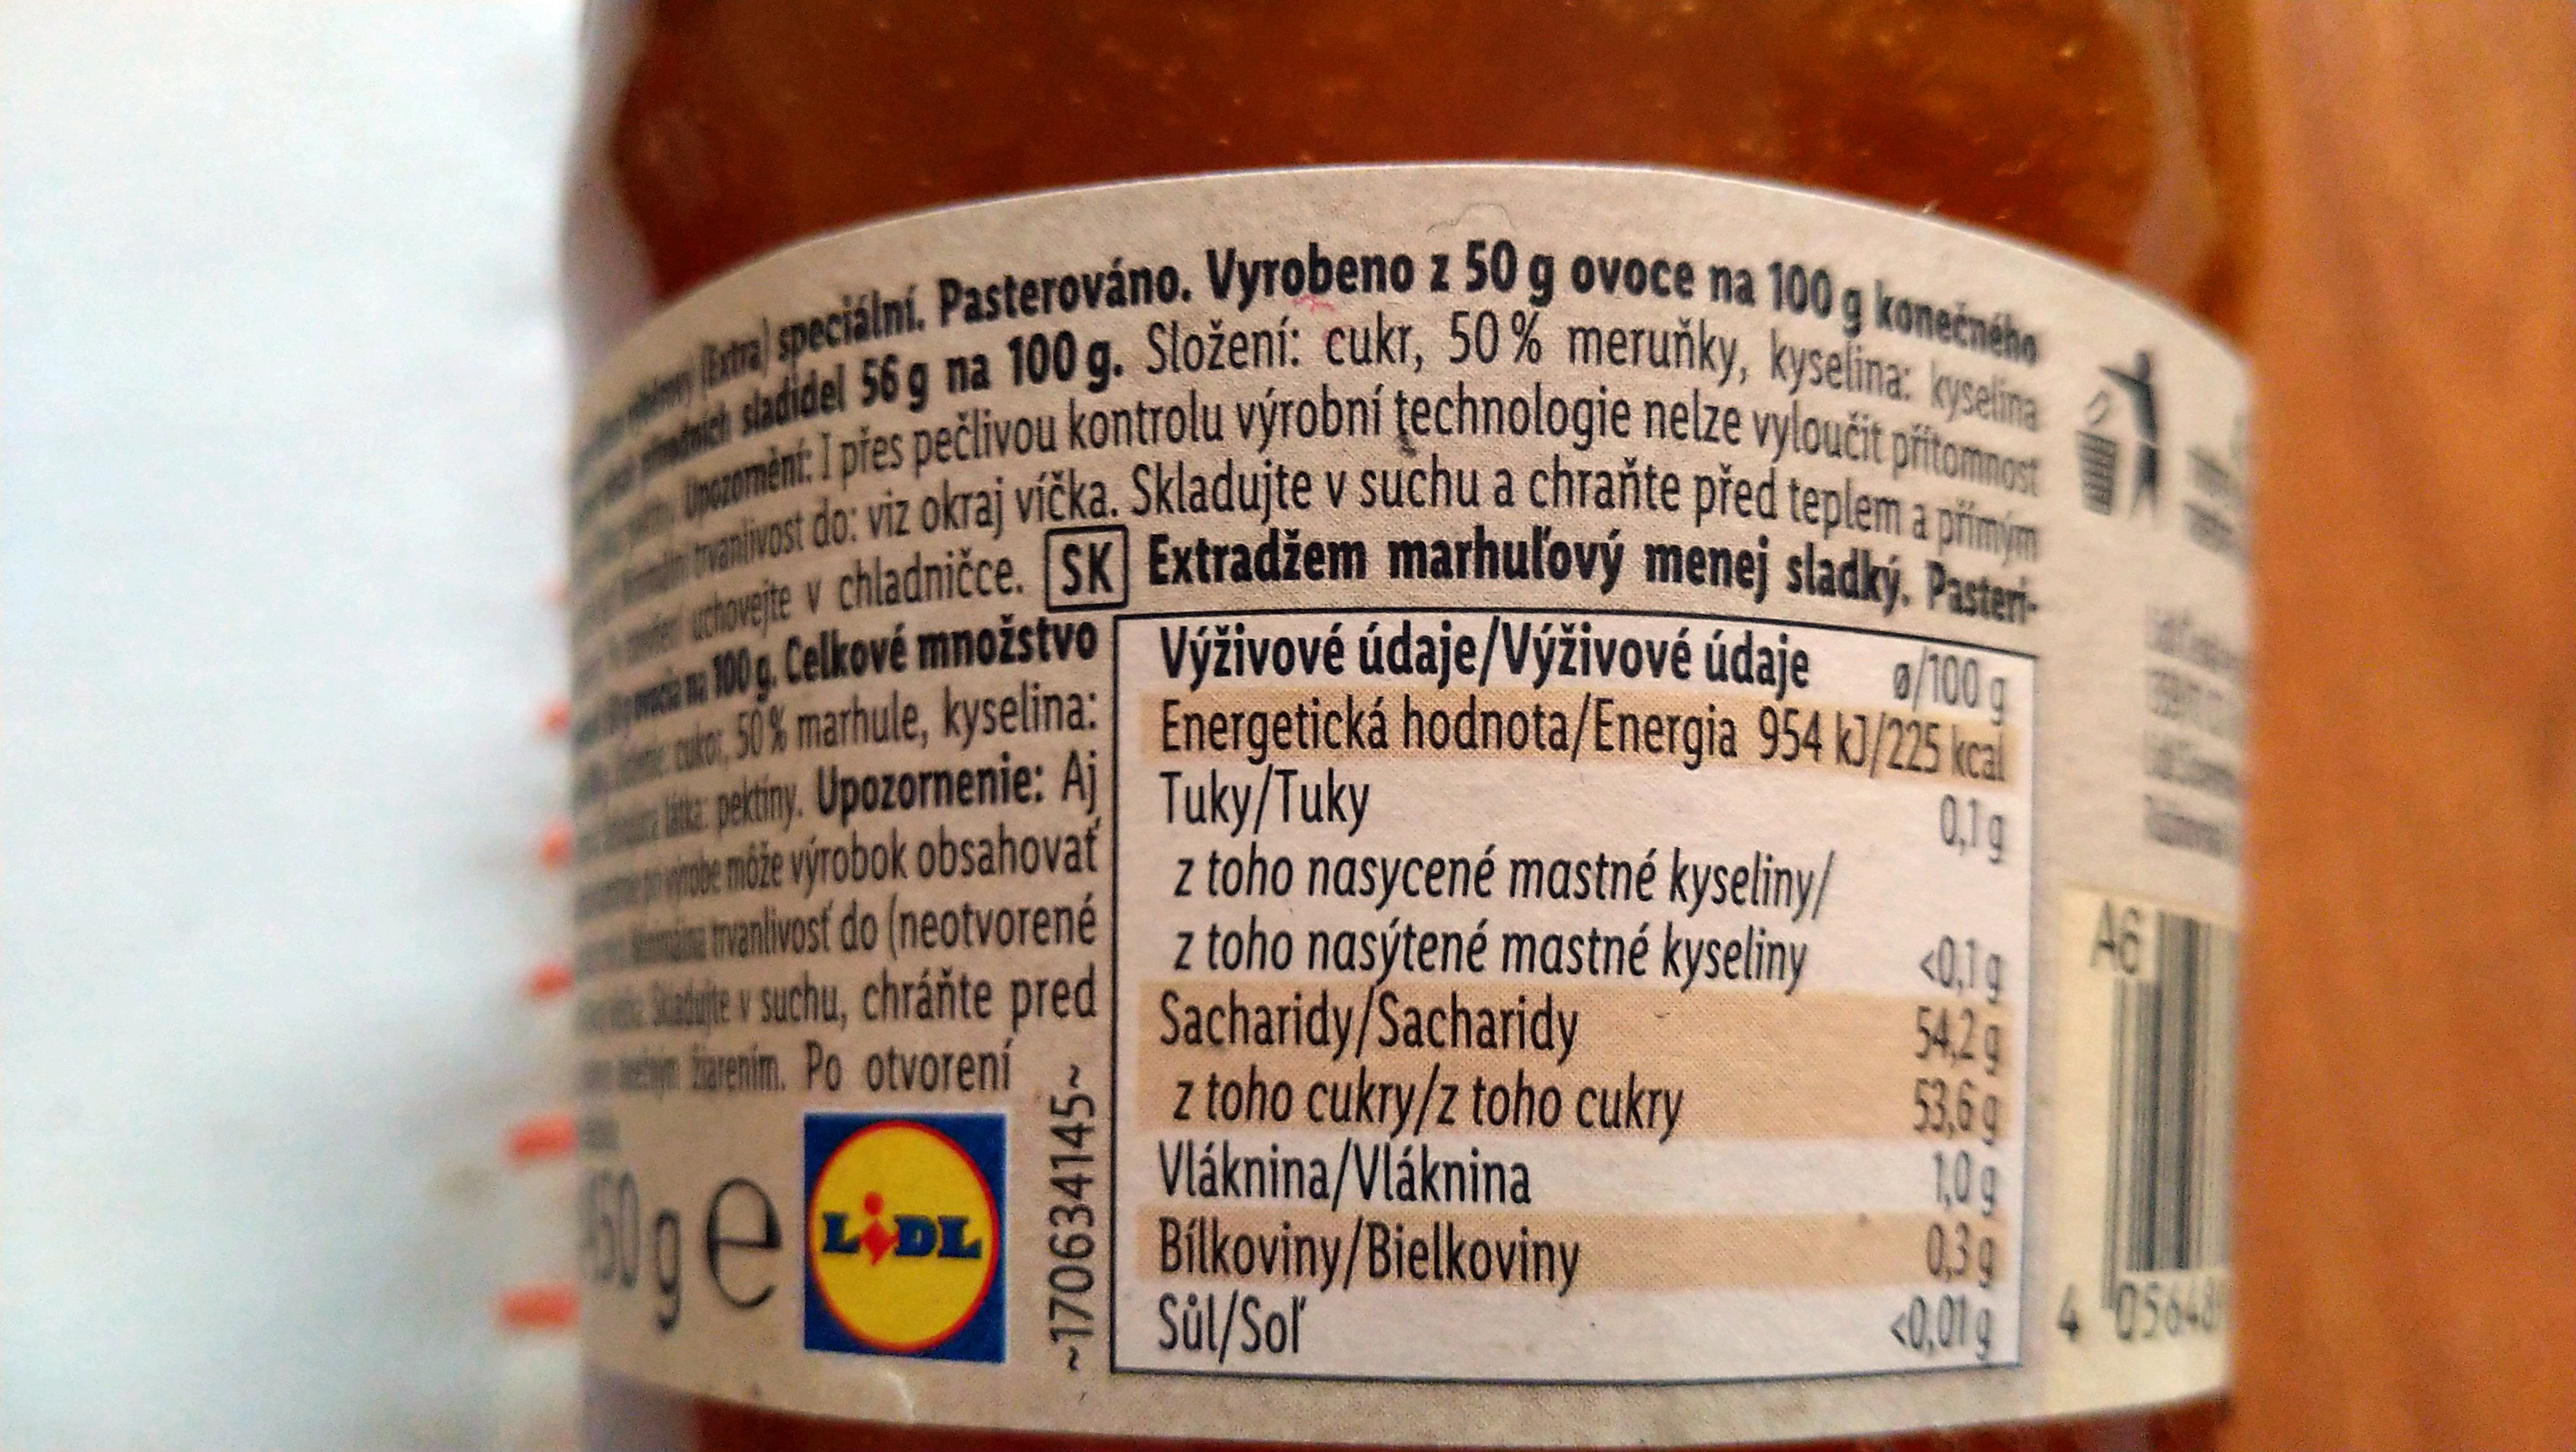 (Extra) speciální. Pasterováno. Vyrobeno z 50 g ovoce na 100 g konečného
sladidel 56 g na 100 g. Složení: cukr, 50 % meruňky, kyselina: kyselina
Upozornění: I přes pečlivou kontrolu výrobní technologie nelze vyloučit přítomnost
trvanlivost do: viz okraj víčka. Skladujte v suchu a chraňte před teplem a přímým
uchovejte v chladničce. SK Extradžem marhuľový menej sladký. Pasteri-
na 100 g. Celkové množstvo
cukor, 50 % marhule, kyselina:
látka: pektíny. Upozornenie: Aj
výrobe môže výrobok obsahovať
trvanlivosť do (neotvorené
Skladujte v suchu, chráňte pred
žiarením. Po otvorení
Výživové údaje/Výživové údaje ø/100 g
Energetická hodnota/Energia 954 kJ/225 kcal
Tuky/Tuky 0,1 g
z toho nasycené mastné kyseliny/
z toho nasýtené mastné kyseliny <0,1 g
Sacharidy/Sacharidy 54,2 g
z toho cukry/z toho cukry 53,6 g
Vláknina/Vláknina 1,0 g
Bílkoviny/Bielkoviny 0,3 g
Sůl/Soľ <0,01 g
450 g e
LIDL
~170634145~
A6
4 056489